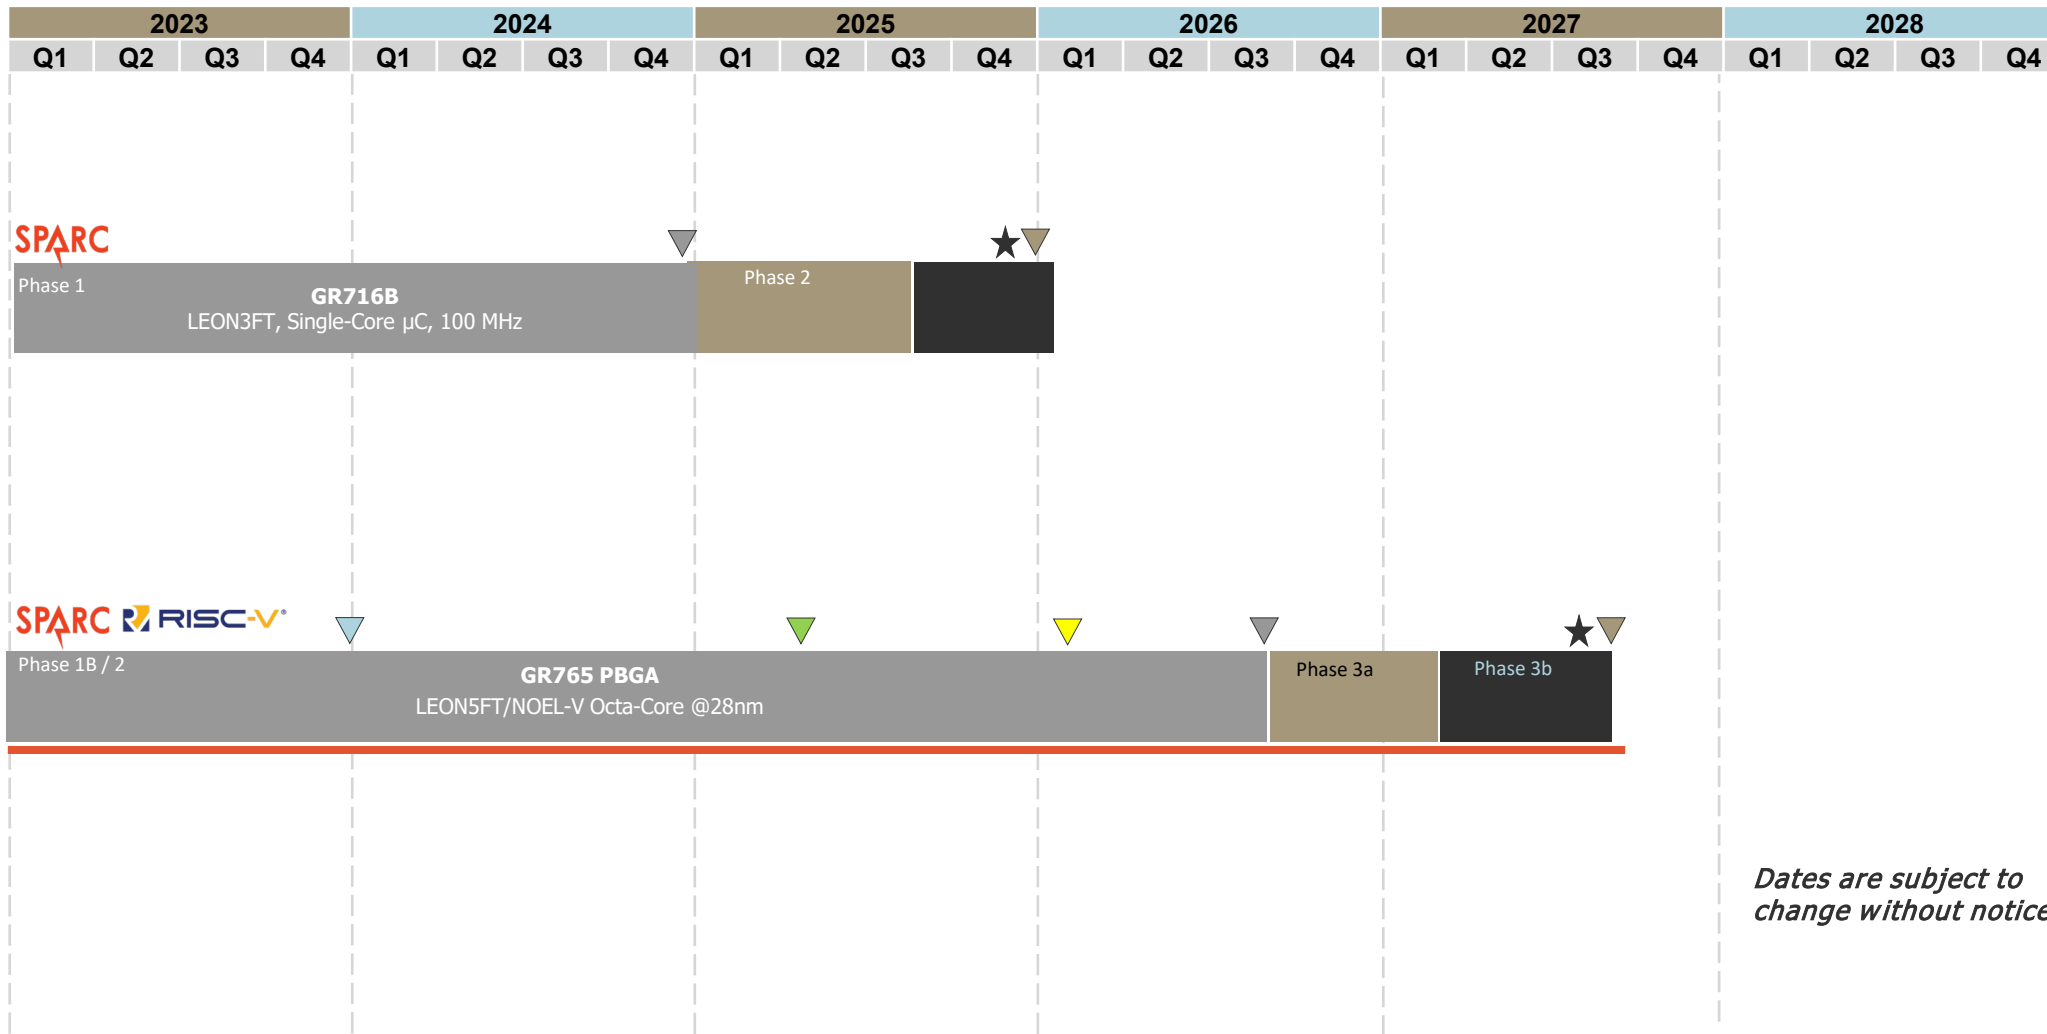 2023 2024 2025 2026 2027 2028
Q1 Q2 Q3 Q4 Q1 Q2 Q3 Q4 Q1 Q2 Q3 Q4 Q1 Q2 Q3 Q4 Q1 Q2 Q3 Q4 Q1 Q2 Q3 Q4
SPARC
Phase 1
Phase 2
GR716B
LEON3FT, Single-Core µC, 100 MHz
SPARC RISC-V®
Phase 1B / 2
GR765 PBGA
LEON5FT/NOEL-V Octa-Core @28nm
Phase 3a
Phase 3b
Dates are subject to
change without notice